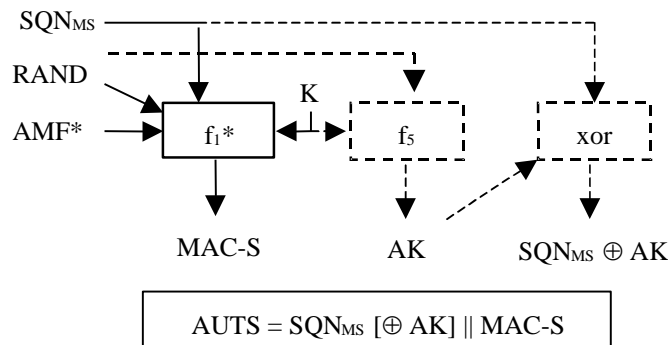 SQNMS
RAND
K
AMF*
f1*
f5
xor
MAC-S
AK
SQNMS ⊕ AK
AUTS = SQNMS [⊕ AK] || MAC-S